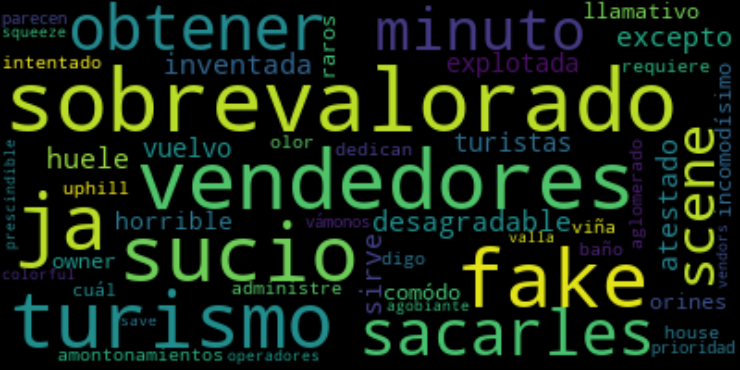 parecen obtener raros minuto llamativo
squeeze excepto
intentado inventada explotada requiere
sobrevalorado
prescindible olor dedican turistas scene incomodísimo
huele vuelvo vendedores aglomerado atestado
uphill
ja horrible vámonos desagradable viña
sucio valla
owner sirve digo fake baño vendors
colorful
cuál administre comódo orines
turismo save agobiante
sacarles house
amontonamientos operadores prioridad